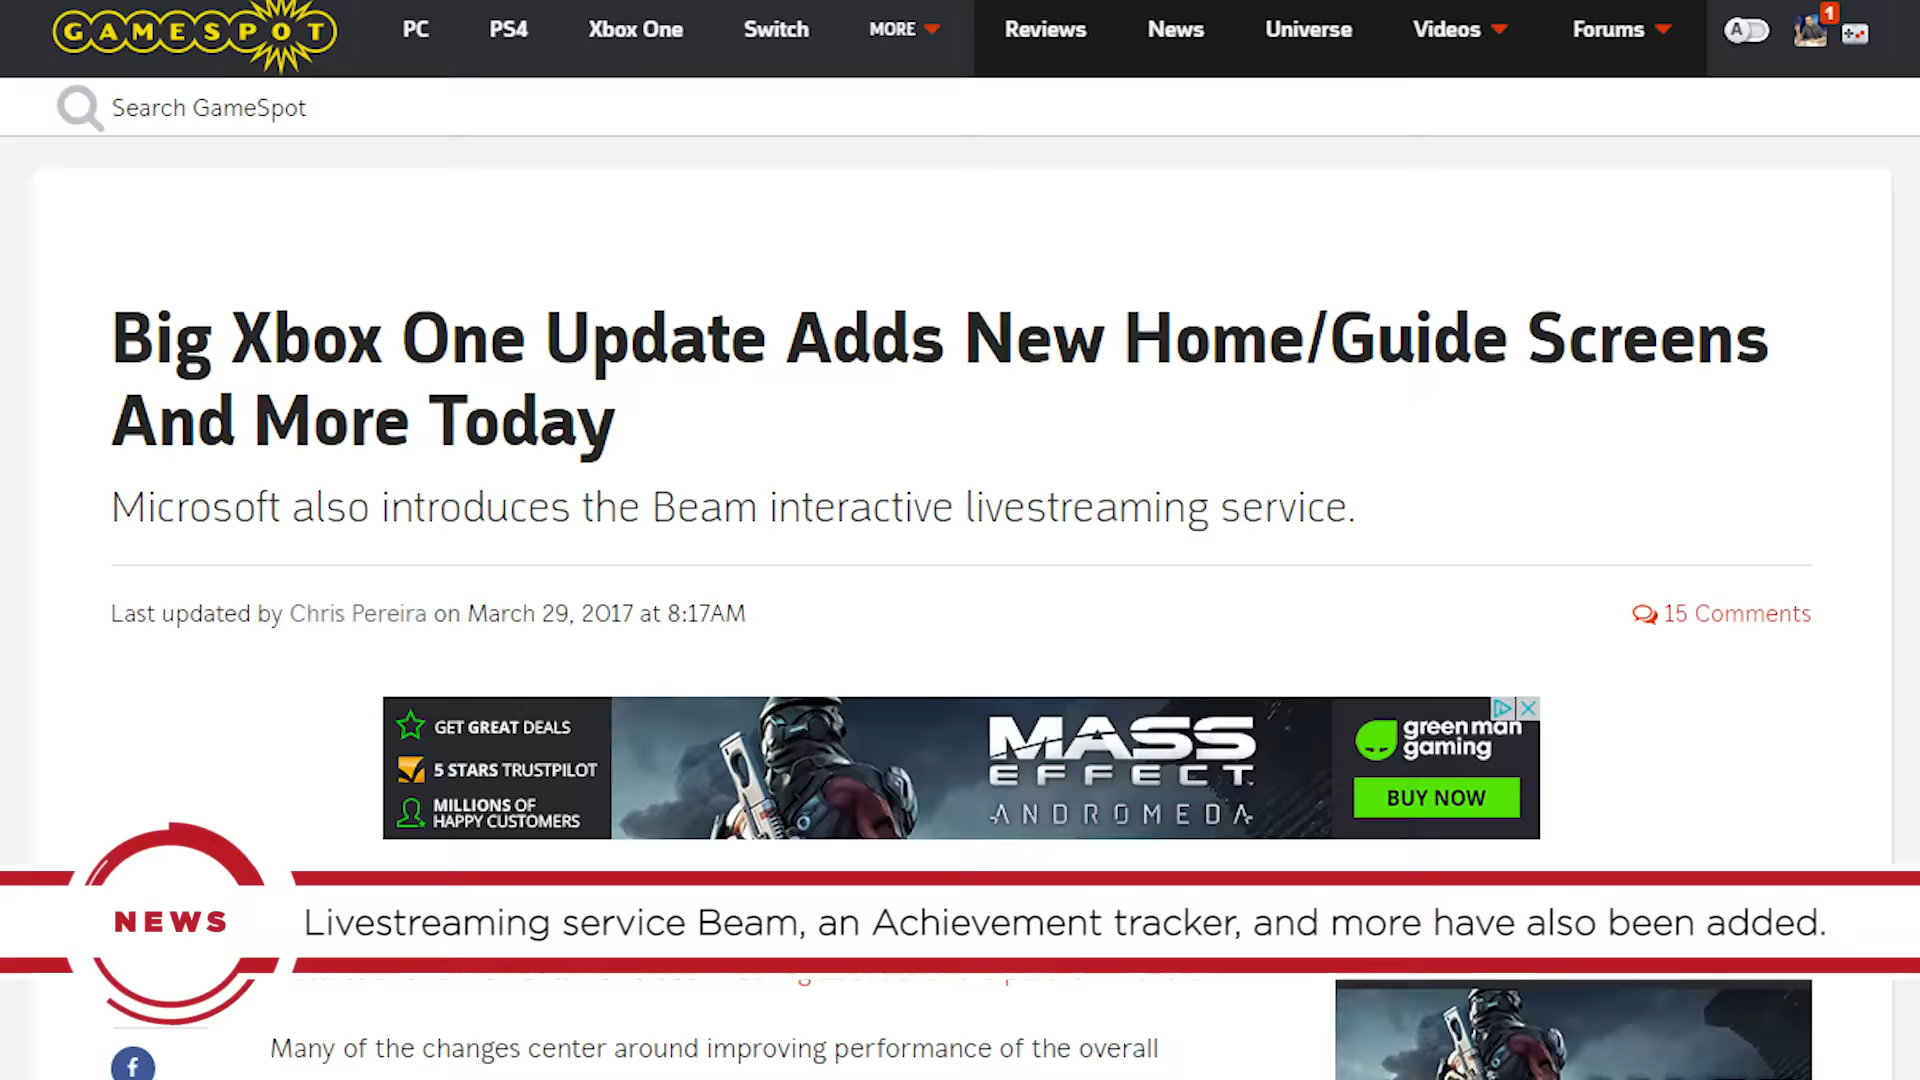 GAMESPOT
PC PS4 Xbox One Switch MORE Reviews News Universe Videos Forums A 1
Search GameSpot
Big Xbox One Update Adds New Home/Guide Screens
And More Today
Microsoft also introduces the Beam interactive livestreaming service.
Last updated by Chris Pereira on March 29, 2017 at 8:17AM
15 Comments
GET GREAT DEALS
5 STARS TRUSTPILOT
MILLIONS OF
HAPPY CUSTOMERS
MASS
EFFECT
ANDROMEDA
green man
gaming
BUY NOW
NEWS
Livestreaming service Beam, an Achievement tracker, and more have also been added.
Many of the changes center around improving performance of the overall
f